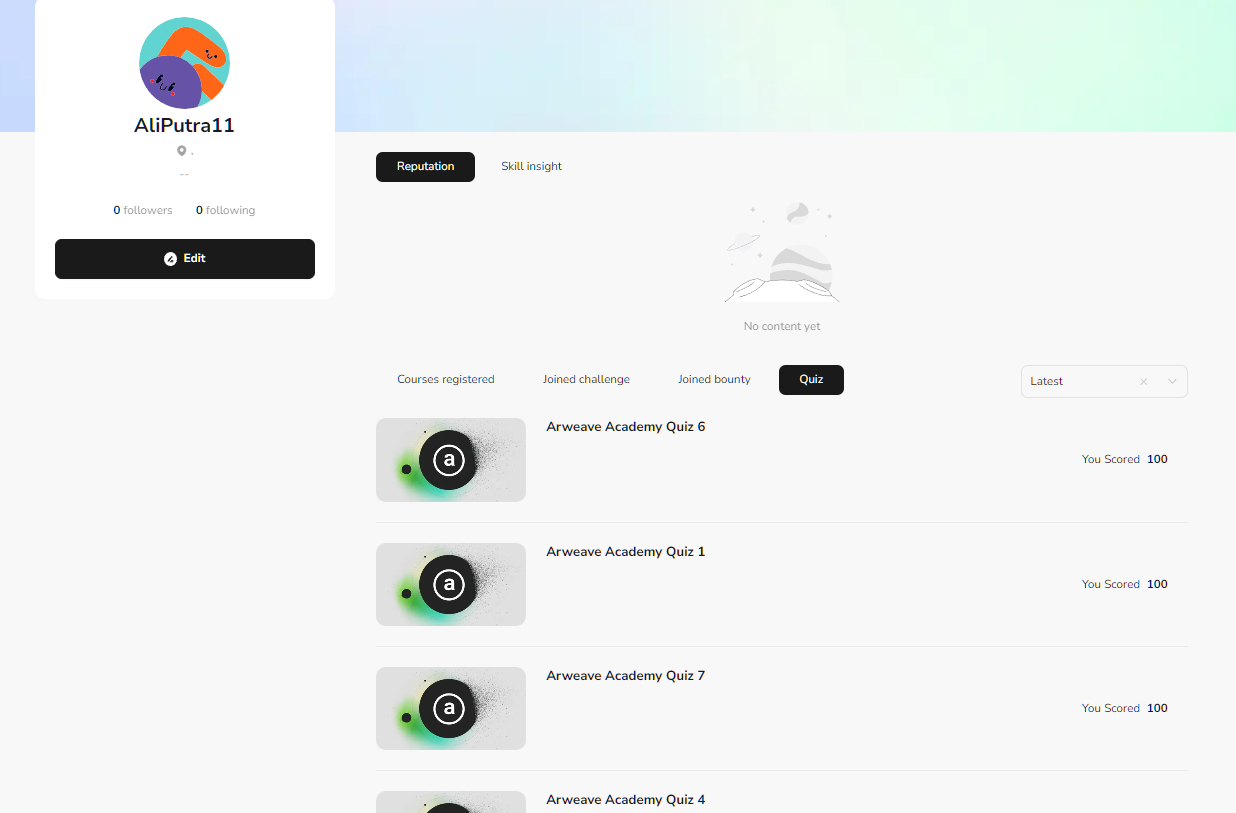 AliPutra11
.
--
0 followers 0 following
Edit
Reputation Skill insight
No content yet
Courses registered Joined challenge Joined bounty Quiz Latest
a
Arweave Academy Quiz 6
You Scored 100
a
Arweave Academy Quiz 1
You Scored 100
a
Arweave Academy Quiz 7
You Scored 100
Arweave Academy Quiz 4